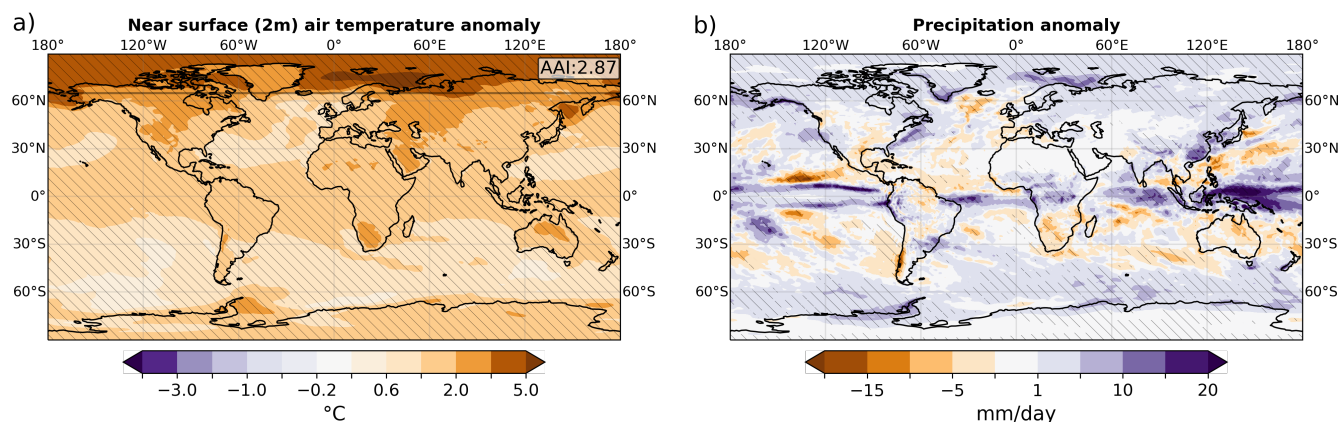 a)
Near surface (2m) air temperature anomaly
180° 120°W 60°W 0° 60°E 120°E 180°
AAI:2.87
60°N 60°N
30°N 30°N
0° 0°
30°S 30°S
60°S 60°S
−3.0 −1.0 −0.2 0.6 2.0 5.0
°C
b)
Precipitation anomaly
180° 120°W 60°W 0° 60°E 120°E 180°
60°N 60°N
30°N 30°N
0° 0°
30°S 30°S
60°S 60°S
−15 −5 1 10 20
mm/day